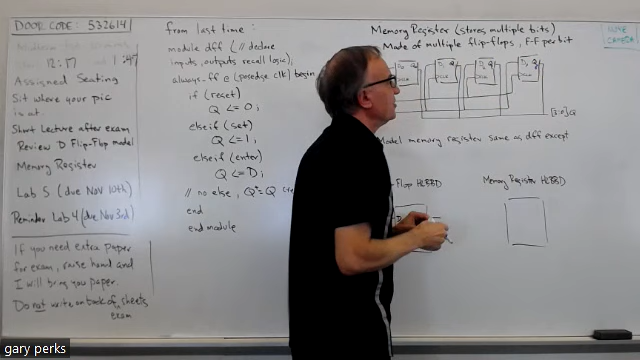 DOOR CODE: 532614
12:17
1:47
Assigned Seating
Sit where your pic
is at.
Short Lecture after exam
Review D Flip-Flop model
Memory Register
Lab 5 (due Nov 10th)
Reminder Lab 4 (due Nov 3rd)
If you need extra paper
for exam, raise hand and
I will bring you paper.
Do not write on back of sheets
exam
from last time:
module dff ( // declare
inputs, outputs recall logic);
always_ff @ (posedge clk) begin
if (reset)
Q <= 0;
else if (set)
Q <= 1;
else if (enter)
Q <= D;
// no else, Q⁺=Q
end
endmodule
Memory Register (stores multiple bits)
Made of multiple flip-flops, F-F per bit
[3:0]Q
Model memory register same as dff except
Flop HLBBD
Memory Register HLBBD
gary perks